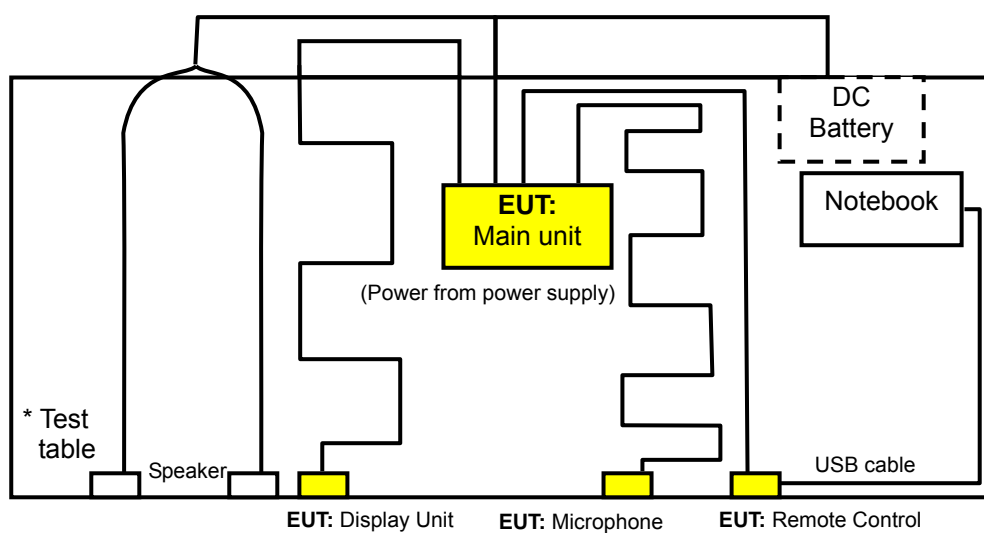 DC
Battery
Notebook
EUT:
Main unit
(Power from power supply)
* Test
table
Speaker
USB cable
EUT: Display Unit
EUT: Microphone
EUT: Remote Control